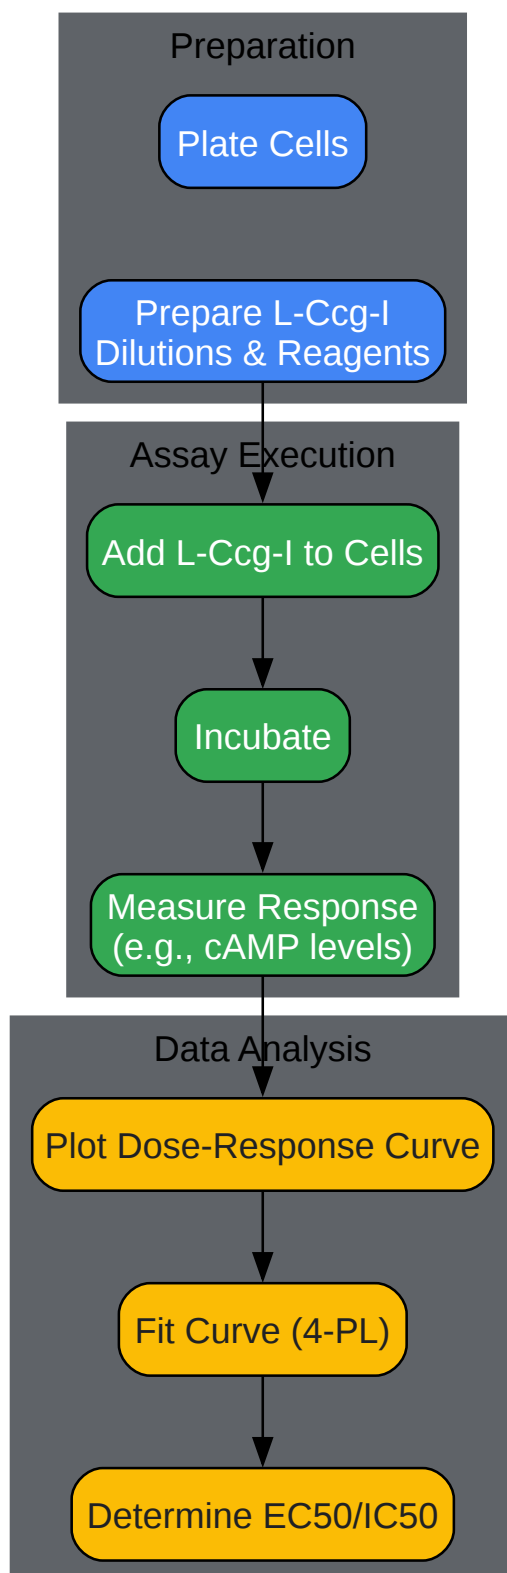 Preparation
Plate Cells
Prepare L-Ccg-I
Dilutions & Reagents
Assay Execution
Add L-Ccg-I to Cells
Incubate
Measure Response
(e.g., cAMP levels)
Data Analysis
Plot Dose-Response Curve
Fit Curve (4-PL)
Determine EC50/IC50